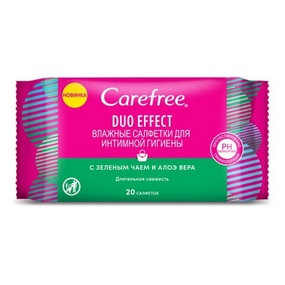 НОВИНКА
Carefree®
DUO EFFECT
ВЛАЖНЫЕ САЛФЕТКИ ДЛЯ
ИНТИМНОЙ ГИГИЕНЫ
PH
С ЗЕЛЕНЫМ ЧАЕМ И АЛОЭ ВЕРА
Длительная свежесть
20 САЛФЕТОК